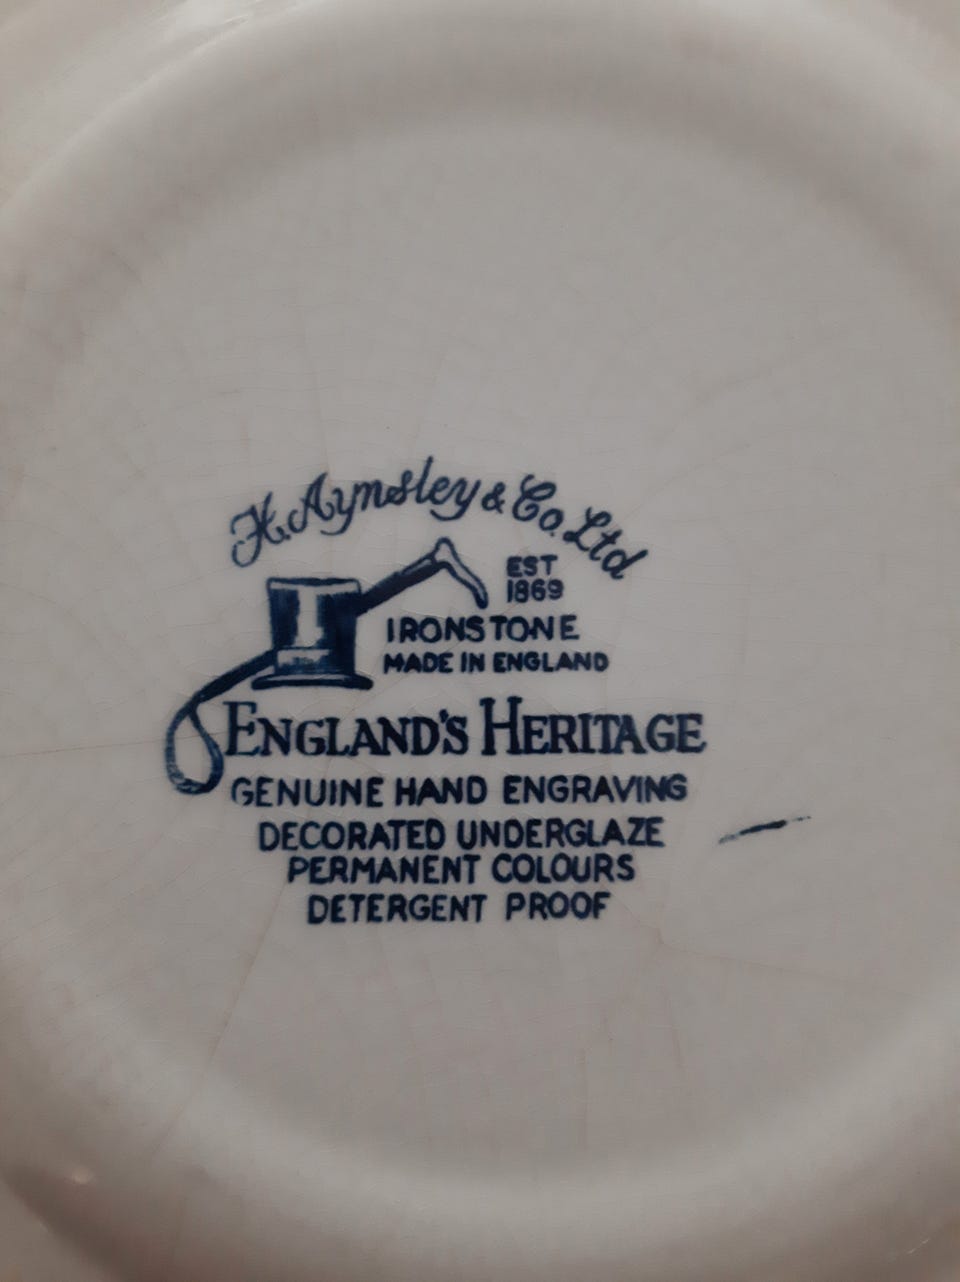 H. Aynsley & Co. Ltd
EST
1869
IRONSTONE
MADE IN ENGLAND
ENGLAND'S HERITAGE
GENUINE HAND ENGRAVING
DECORATED UNDERGLAZE
PERMANENT COLOURS
DETERGENT PROOF